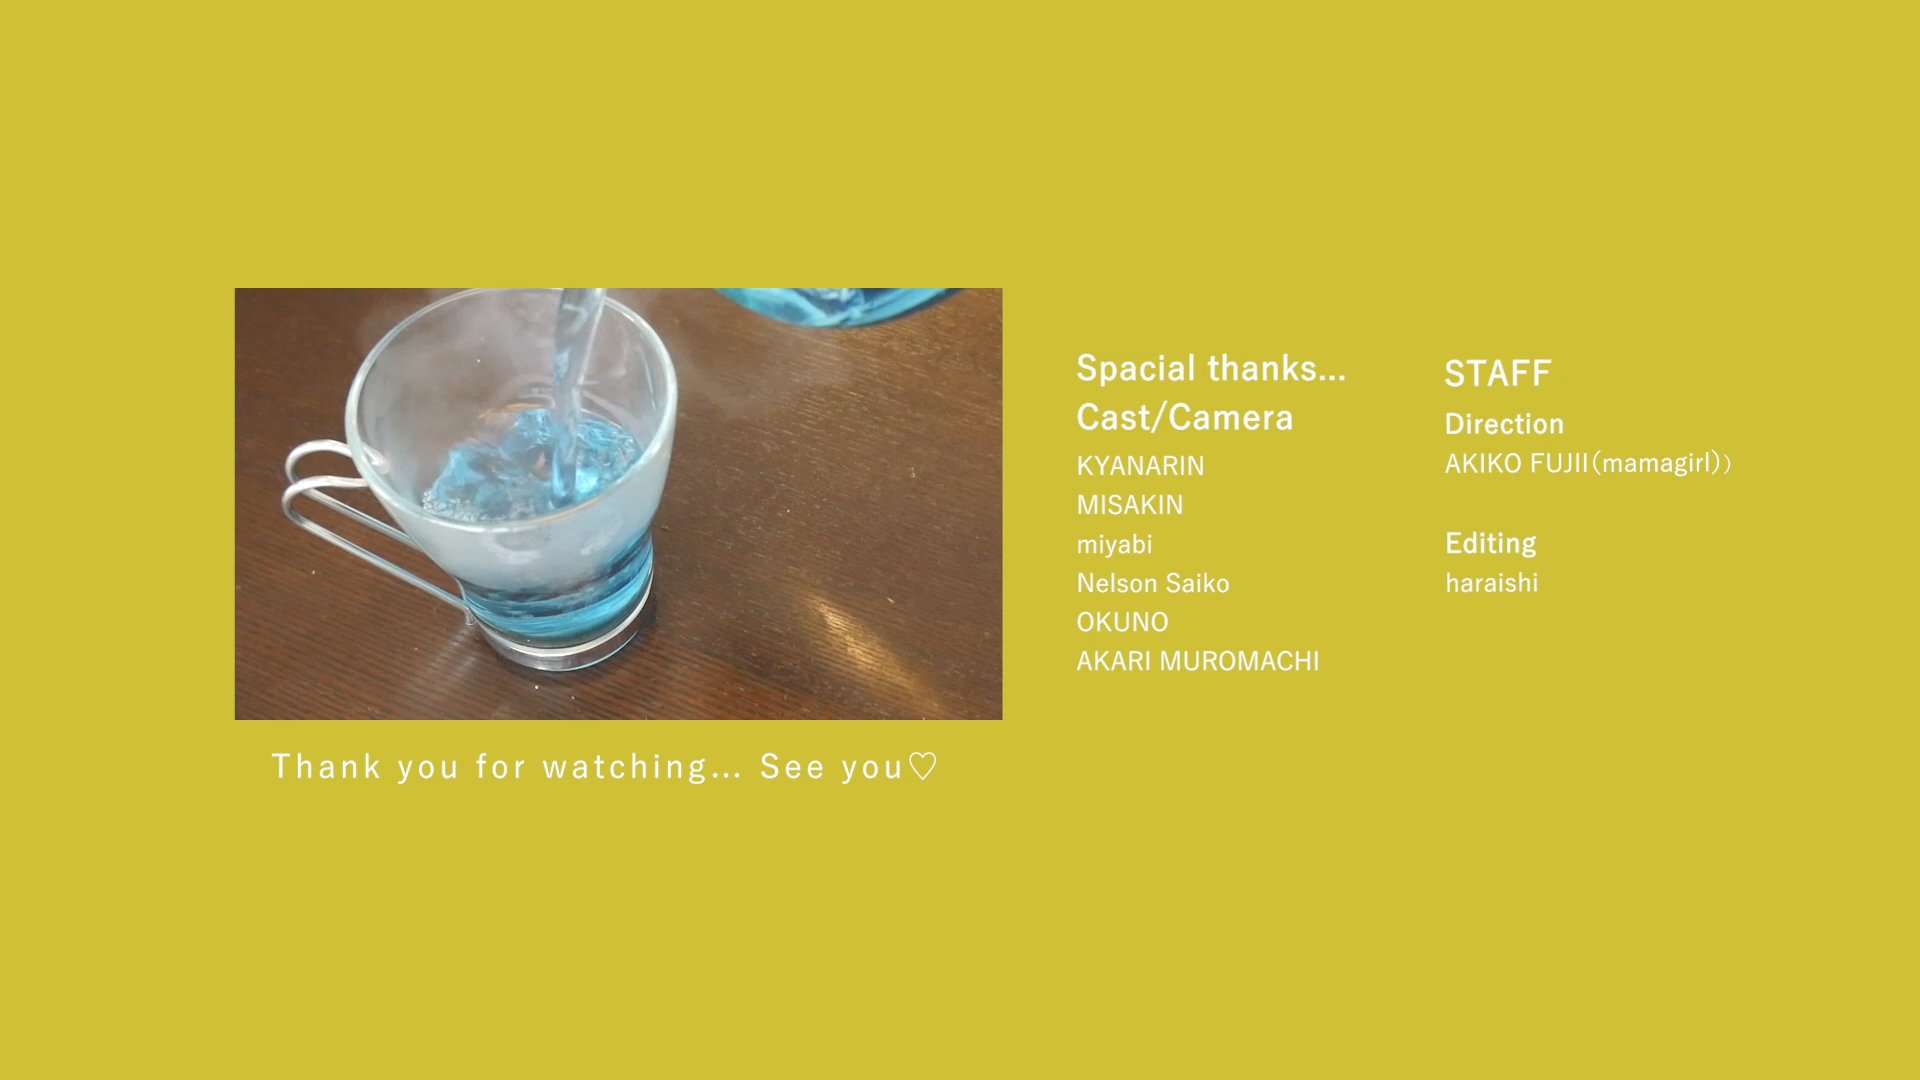 Spacial thanks...
Cast/Camera
KYANARIN
MISAKIN
miyabi
Nelson Saiko
OKUNO
AKARI MUROMACHI
STAFF
Direction
AKIKO FUJII（mamagirl)）
Editing
haraishi
Thank you for watching... See you♡